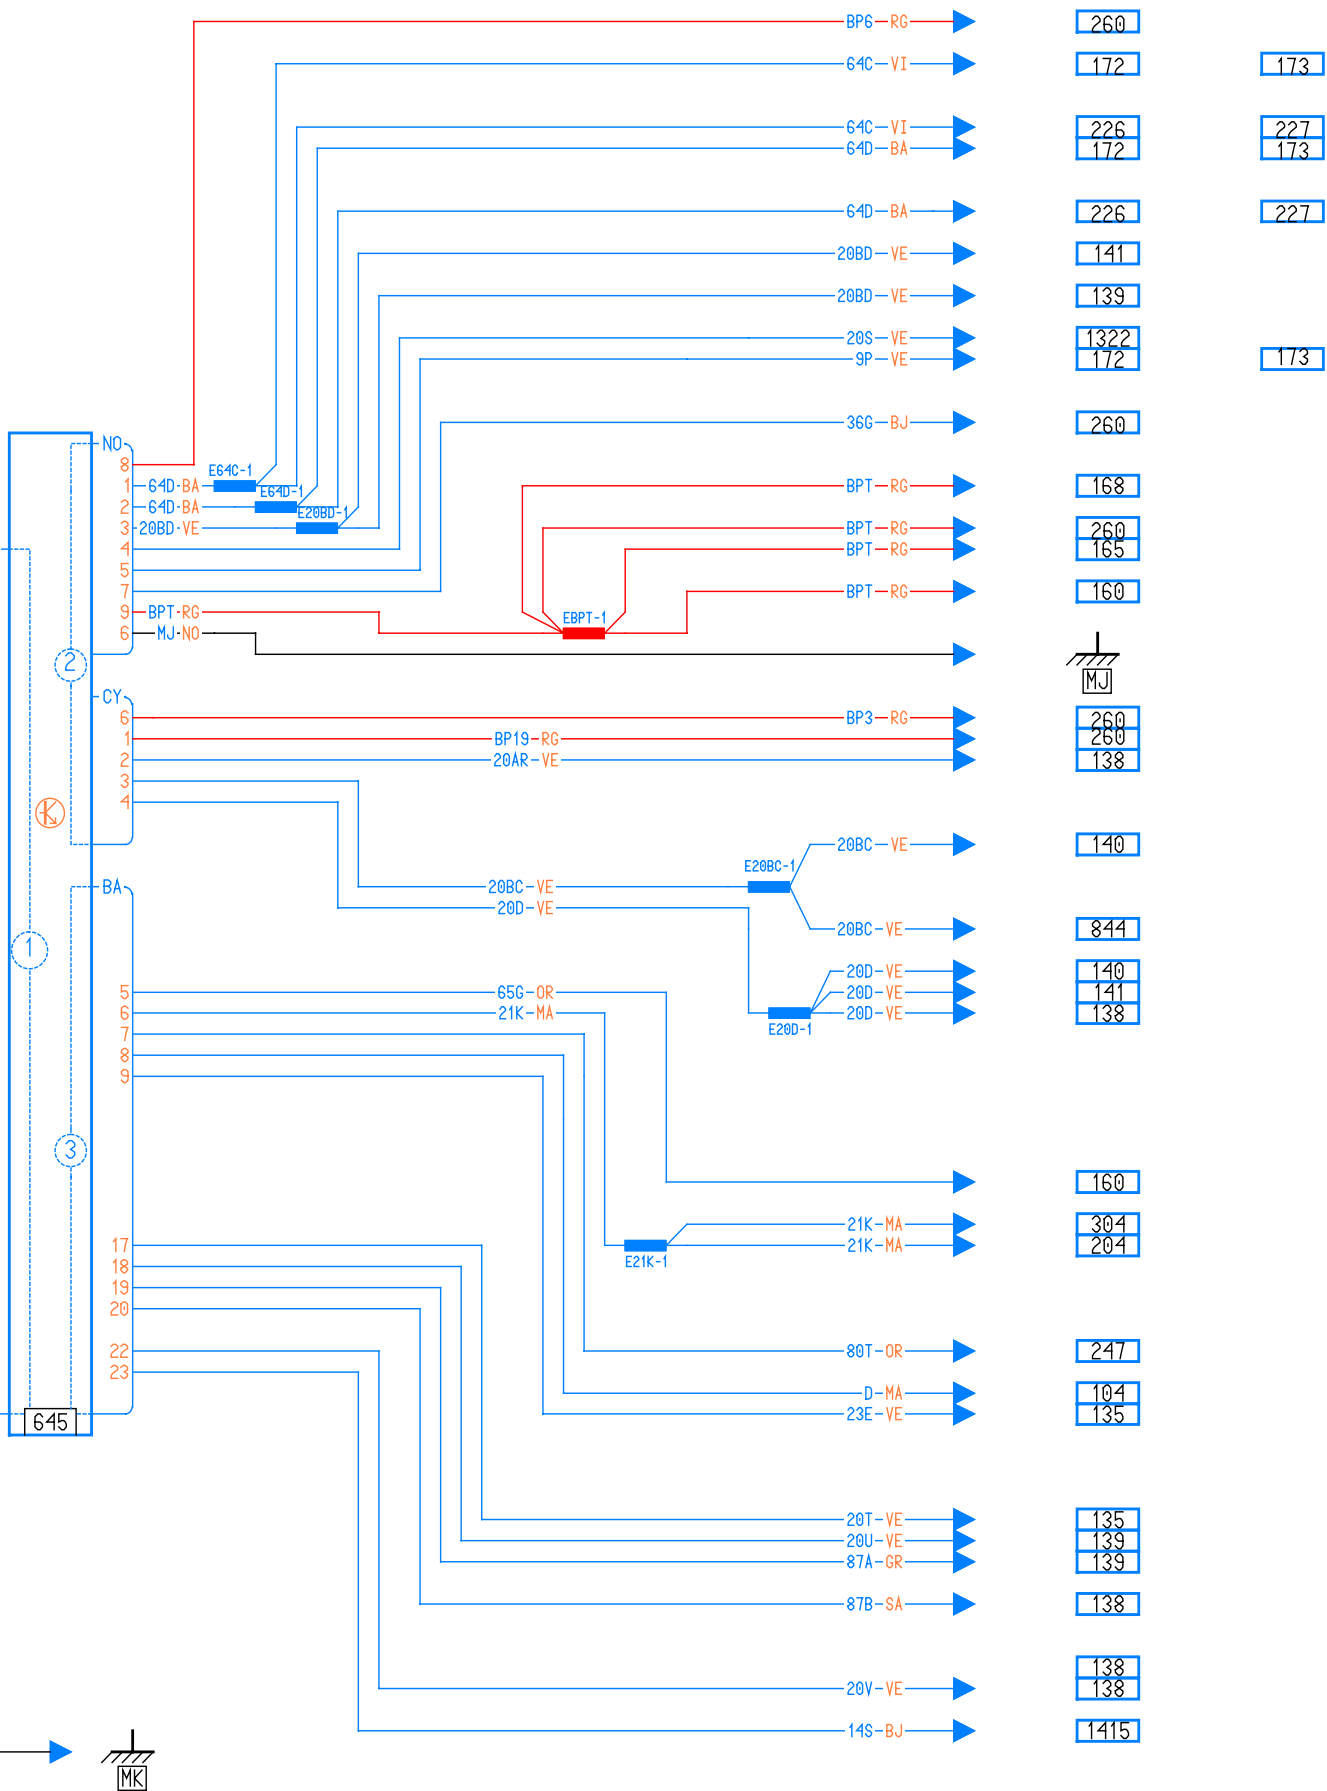 BP6 RG 260
64C VI 172 173
64C VI 226 227
64D BA 172 173
64D BA 226 227
20BD VE 141
20BD VE 139
20S VE 1322
9P VE 172 173
36G BJ 260
NO
8
E64C-1
1 64D BA BPT RG 168
E64D-1
2 64D BA
E20BD-1
3 20BD VE BPT RG 260
4 BPT RG 165
5
7 BPT RG 160
9 BPT RG EBPT-1
6 MJ NO
2
MJ
CY
6 BP3 RG 260
1 BP19 RG 260
2 20AR VE 138
3
4
K
20BC VE 140
E20BC-1
BA 20BC VE
20D VE
20BC VE 844
1
20D VE 140
5 65G OR 20D VE 141
6 21K MA 20D VE 138
E20D-1
7
8
9
3
160
21K MA 304
17 21K MA 204
E21K-1
18
19
20
22 80T OR 247
23
D MA 104
645 23E VE 135
20T VE 135
20U VE 139
87A GR 139
87B SA 138
138
20V VE 138
14S BJ 1415
MK